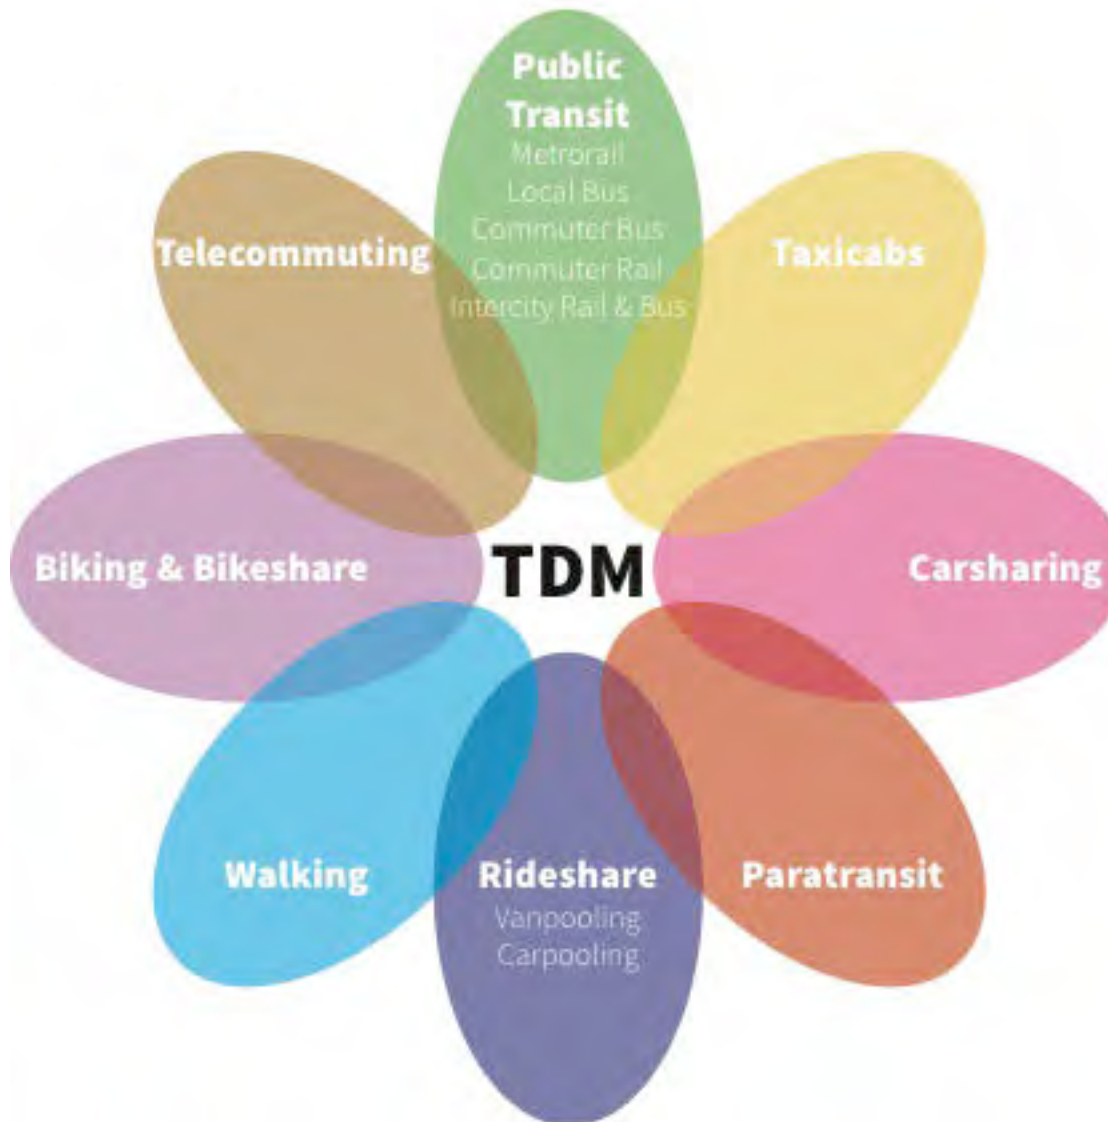 Public
Transit
Metrorail
Local Bus
Commuter Bus
Commuter Rail
Intercity Rail & Bus
Telecommuting
Taxicabs
Biking & Bikeshare
TDM
Carsharing
Walking
Rideshare
Vanpooling
Carpooling
Paratransit